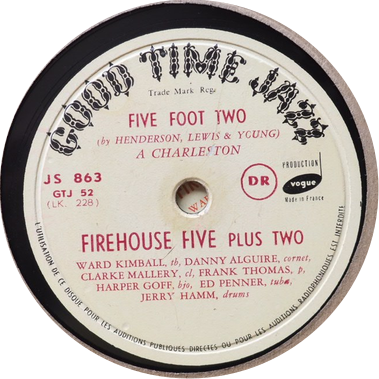 GOOD TIME JAZZ
Trade Mark Reg.
FIVE FOOT TWO
(by HENDERSON, LEWIS & YOUNG)
A CHARLESTON
JS 863
GTJ 52
(LK. 228)
DR
PRODUCTION
vogue
Made in France
FIREHOUSE FIVE PLUS TWO
WARD KIMBALL, tb, DANNY ALGUIRE, cornet,
CLARKE MALLERY, cl, FRANK THOMAS, p,
HARPER GOFF, bjo, ED PENNER, tuba,
JERRY HAMM, drums
L'UTILISATION DE CE DISQUE POUR LES AUDITIONS PUBLIQUES DIRECTES OU POUR LES AUDITIONS RADIOPHONIQUES EST INTERDITE